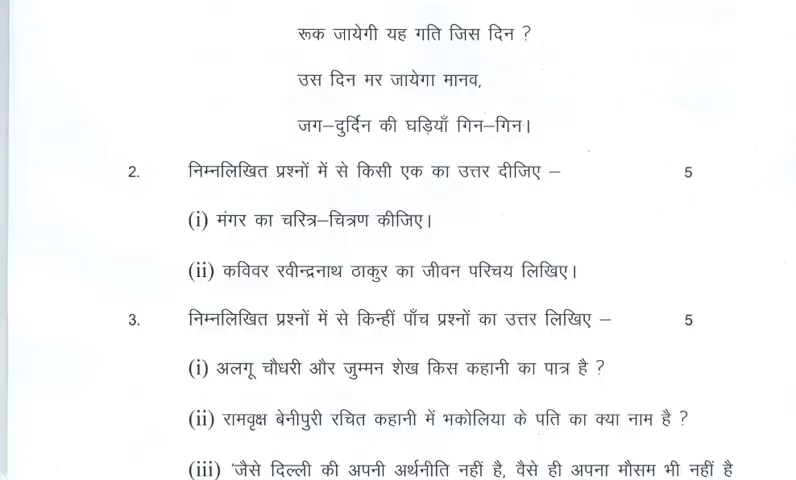 रूक जायेगी यह गति जिस दिन ?
उस दिन मर जायेगा मानव,
जग–दुर्दिन की घड़ियाँ गिन–गिन।
2. निम्नलिखित प्रश्नों में से किसी एक का उत्तर दीजिए – 5
(i) मंगर का चरित्र–चित्रण कीजिए।
(ii) कविवर रवीन्द्रनाथ ठाकुर का जीवन परिचय लिखिए।
3. निम्नलिखित प्रश्नों में से किन्हीं पाँच प्रश्नों का उत्तर लिखिए – 5
(i) अलगू चौधरी और जुम्मन शेख किस कहानी का पात्र है ?
(ii) रामवृक्ष बेनीपुरी रचित कहानी में भकोलिया के पति का क्या नाम है ?
(iii) 'जैसे दिल्ली की अपनी अर्थनीति नहीं है, वैसे ही अपना मौसम भी नहीं है